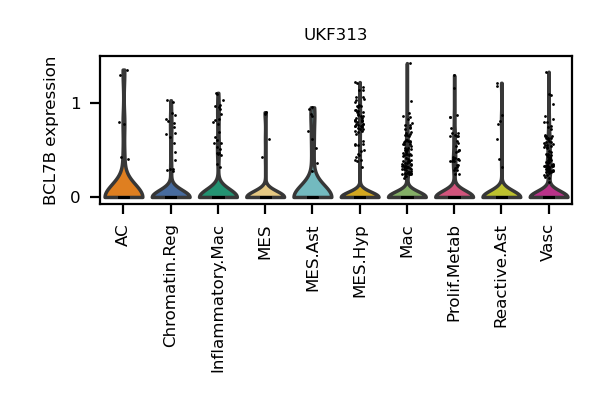 UKF313
BCL7B expression
1
0
AC
Chromatin.Reg
Inflammatory.Mac
MES
MES.Ast
MES.Hyp
Mac
Prolif.Metab
Reactive.Ast
Vasc